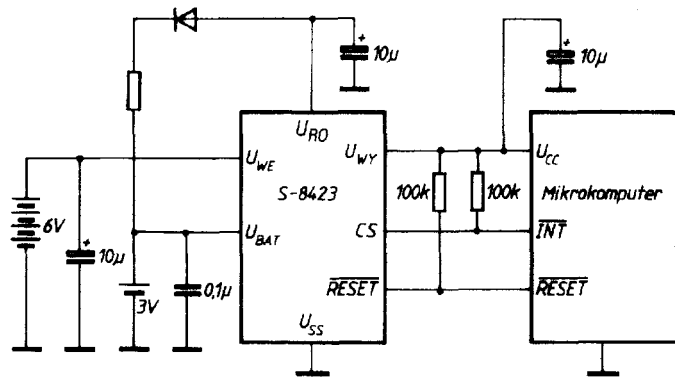 10µ
10µ
U_RO
U_WE
U_WY
U_CC
S-8423
100k
100k
Mikrokomputer
6V
10µ
U_BAT
CS
INT
3V
0,1µ
RESET
RESET
U_SS